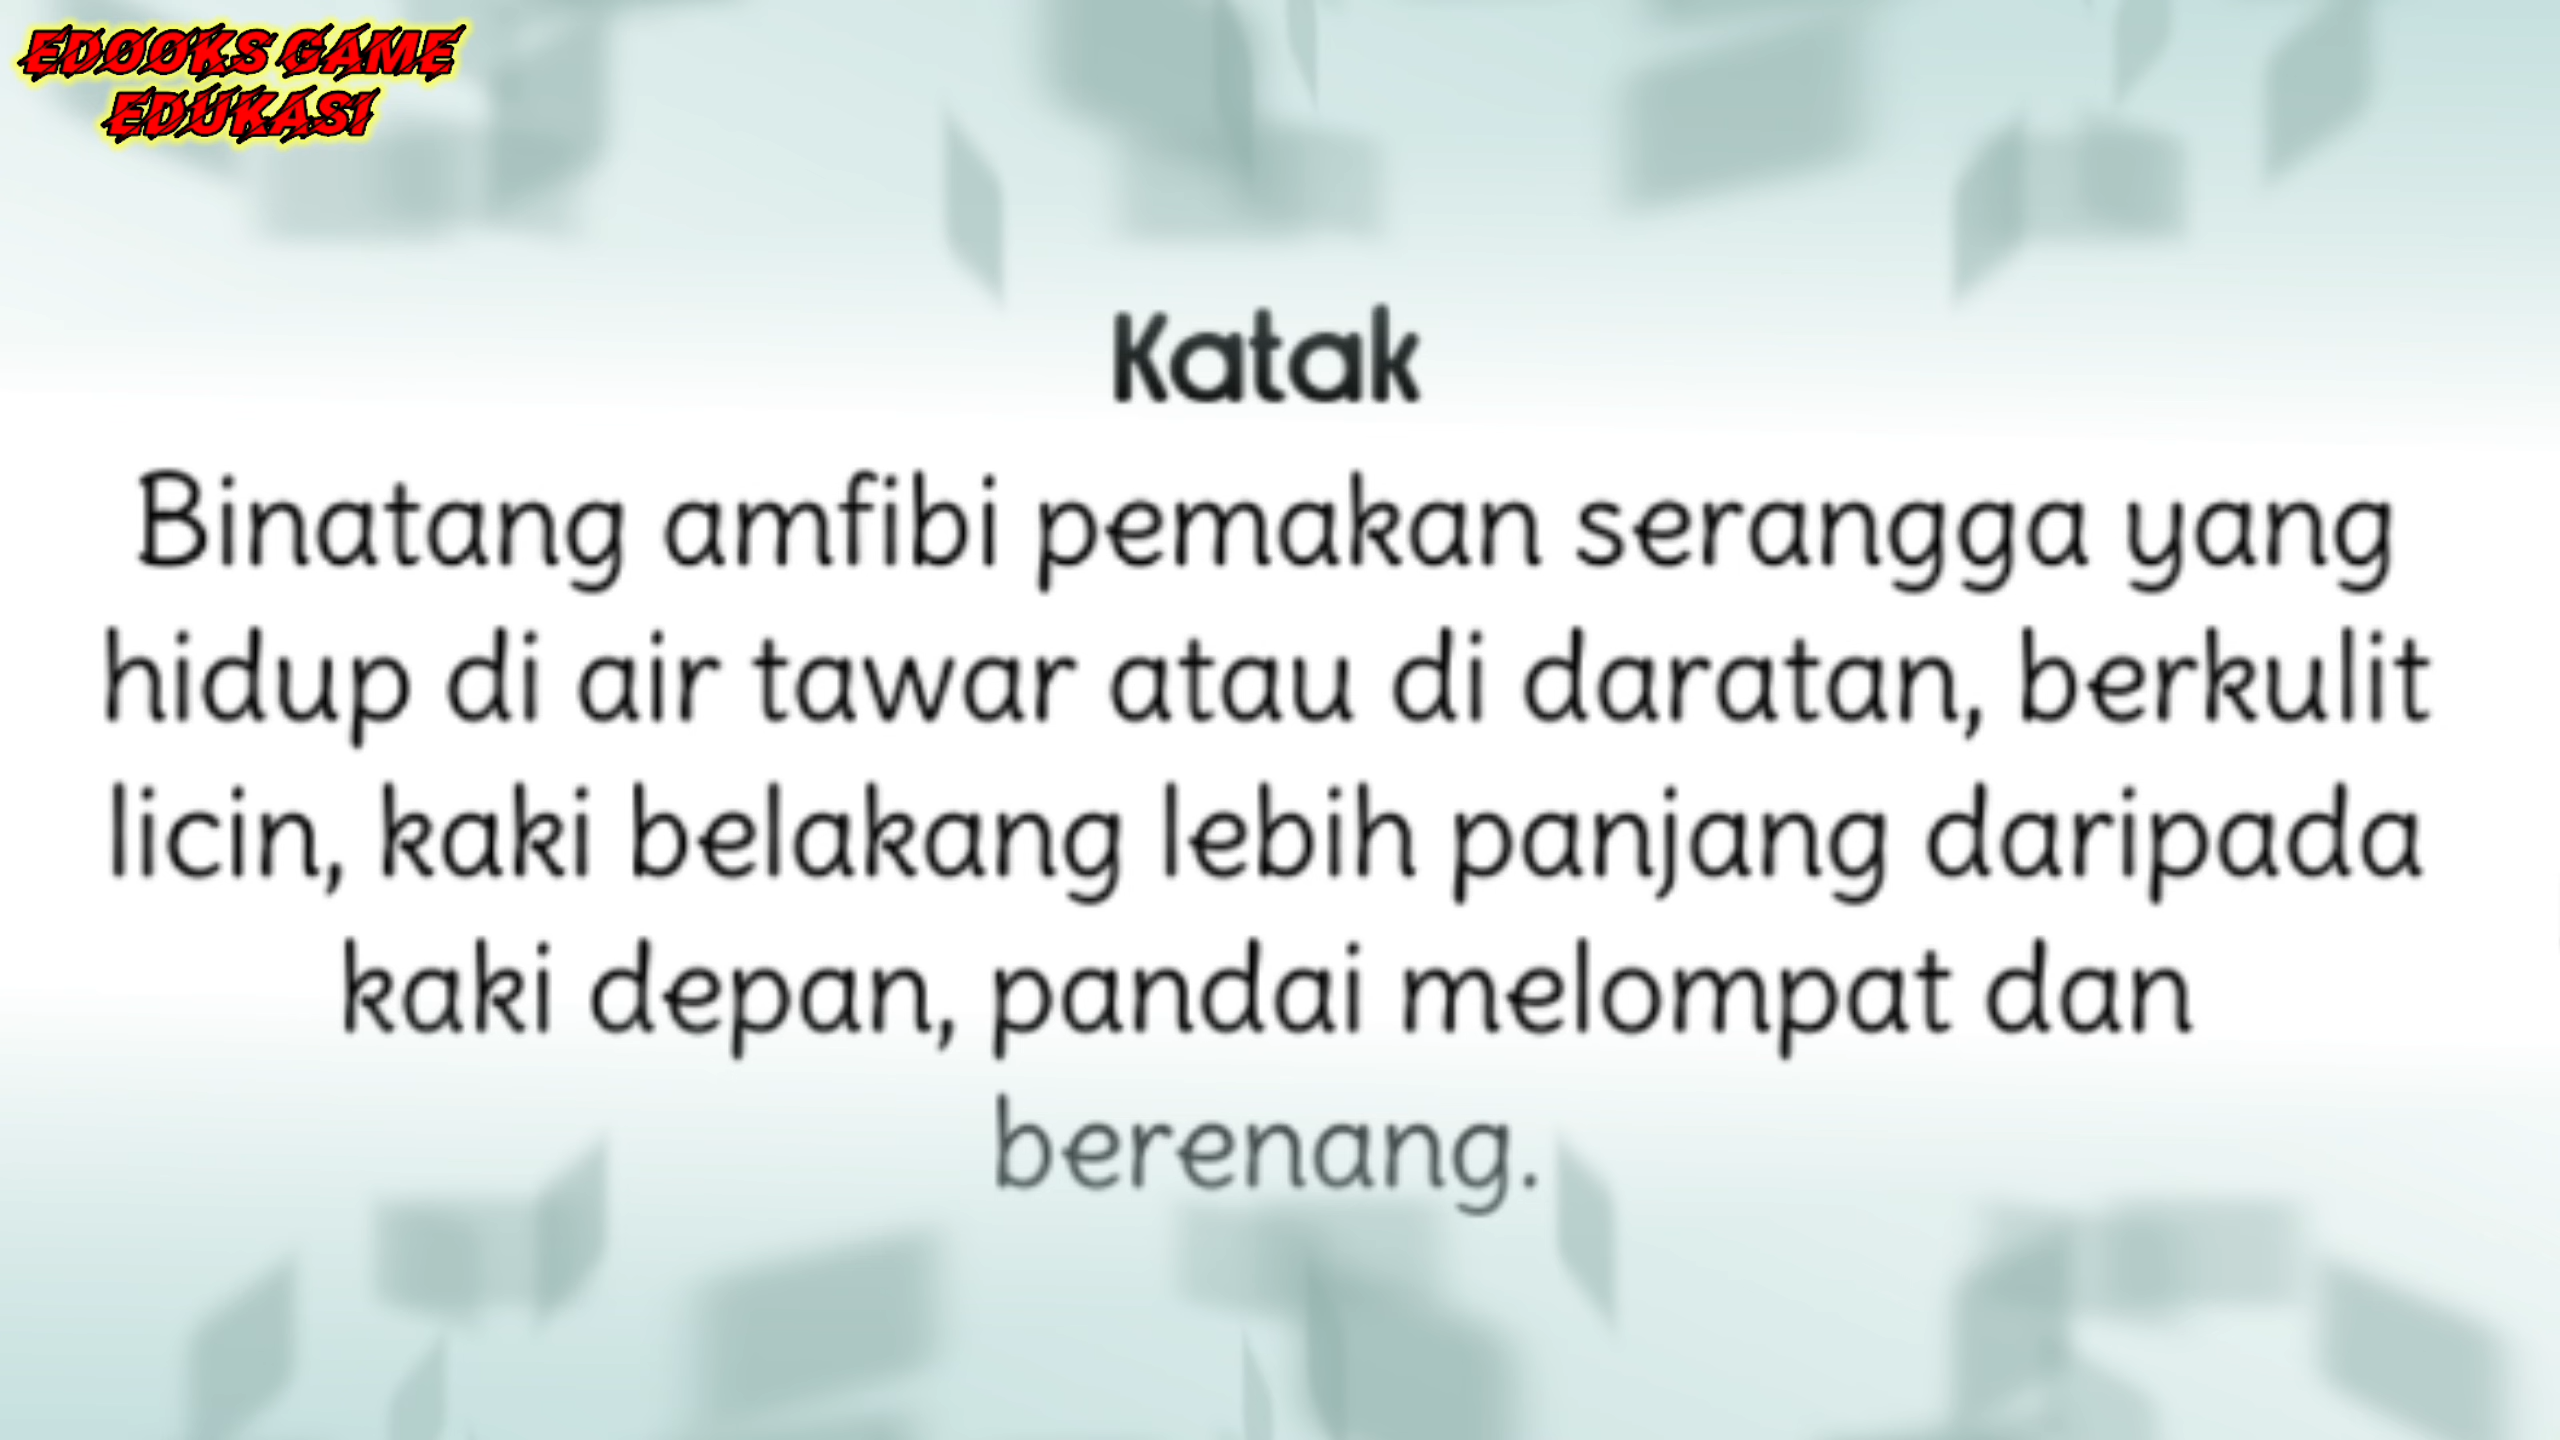 EDOOKS GAME
EDUKASI
Katak
Binatang amfibi pemakan serangga yang
hidup di air tawar atau di daratan, berkulit
licin, kaki belakang lebih panjang daripada
kaki depan, pandai melompat dan
berenang.